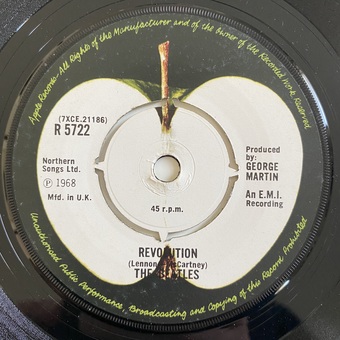 Apple Records - All Rights of the Manufacturer and of the Owner of the Recorded Work Reserved
(7XCE.21186)
R 5722
Northern
Songs Ltd.
Ⓟ 1968
Mfd. in U.K.
Produced
by:
GEORGE
MARTIN
An E.M.I.
Recording
45 r.p.m.
REVOLUTION
(Lennon-McCartney)
THE BEATLES
Unauthorised Public Performance, Broadcasting and Copying of this Record Prohibited